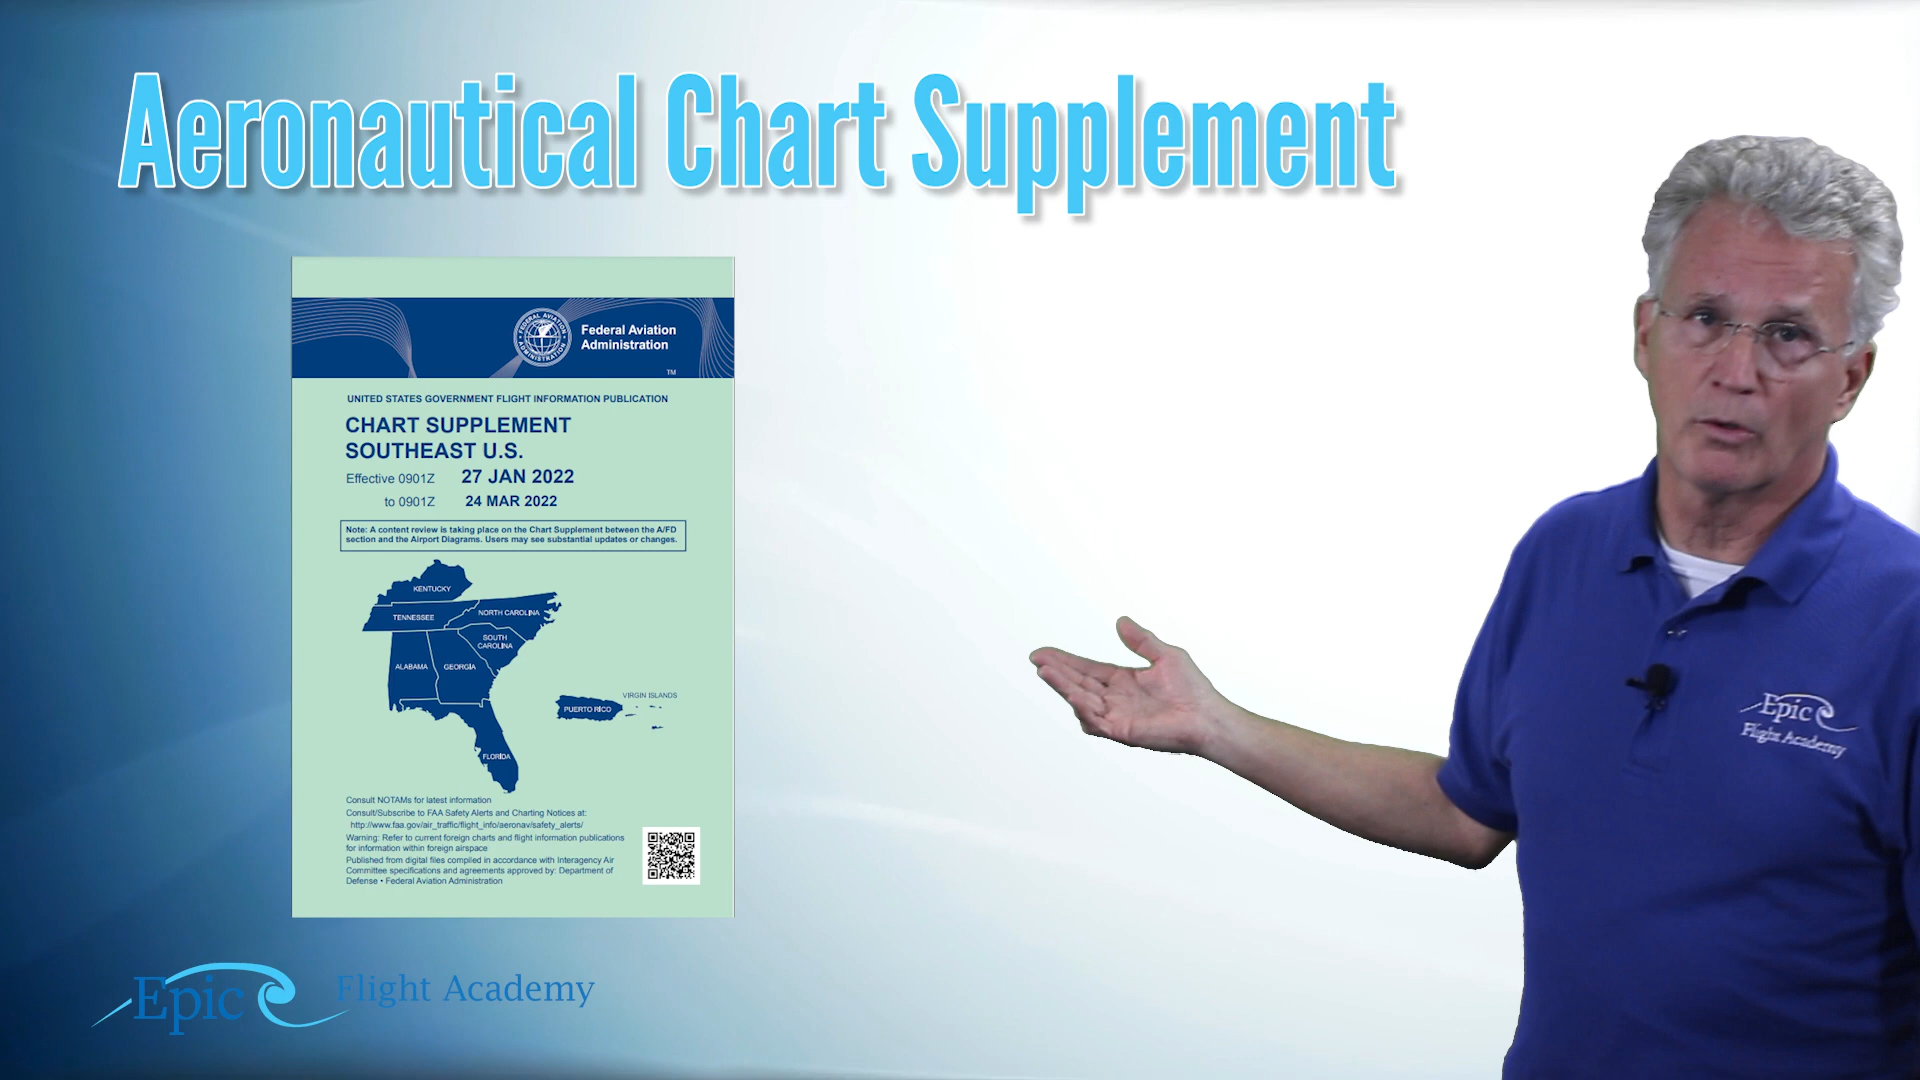 Aeronautical Chart Supplement
FEDERAL AVIATION
ADMINISTRATION
Federal Aviation
Administration
TM
UNITED STATES GOVERNMENT FLIGHT INFORMATION PUBLICATION
CHART SUPPLEMENT
SOUTHEAST U.S.
Effective 0901Z 27 JAN 2022
to 0901Z 24 MAR 2022
Note: A content review is taking place on the Chart Supplement between the A/FD
section and the Airport Diagrams. Users may see substantial updates or changes.
KENTUCKY
TENNESSEE
NORTH CAROLINA
SOUTH
CAROLINA
ALABAMA
GEORGIA
VIRGIN ISLANDS
PUERTO RICO
FLORIDA
Consult NOTAMs for latest information
Consult/Subscribe to FAA Safety Alerts and Charting Notices at:
http://www.faa.gov/air_traffic/flight_info/aeronav/safety_alerts/
Warning: Refer to current foreign charts and flight information publications
for information within foreign airspace
Published from digital files compiled in accordance with Interagency Air
Committee specifications and agreements approved by: Department of
Defense • Federal Aviation Administration
Epic
Flight Academy
Epic Flight Academy